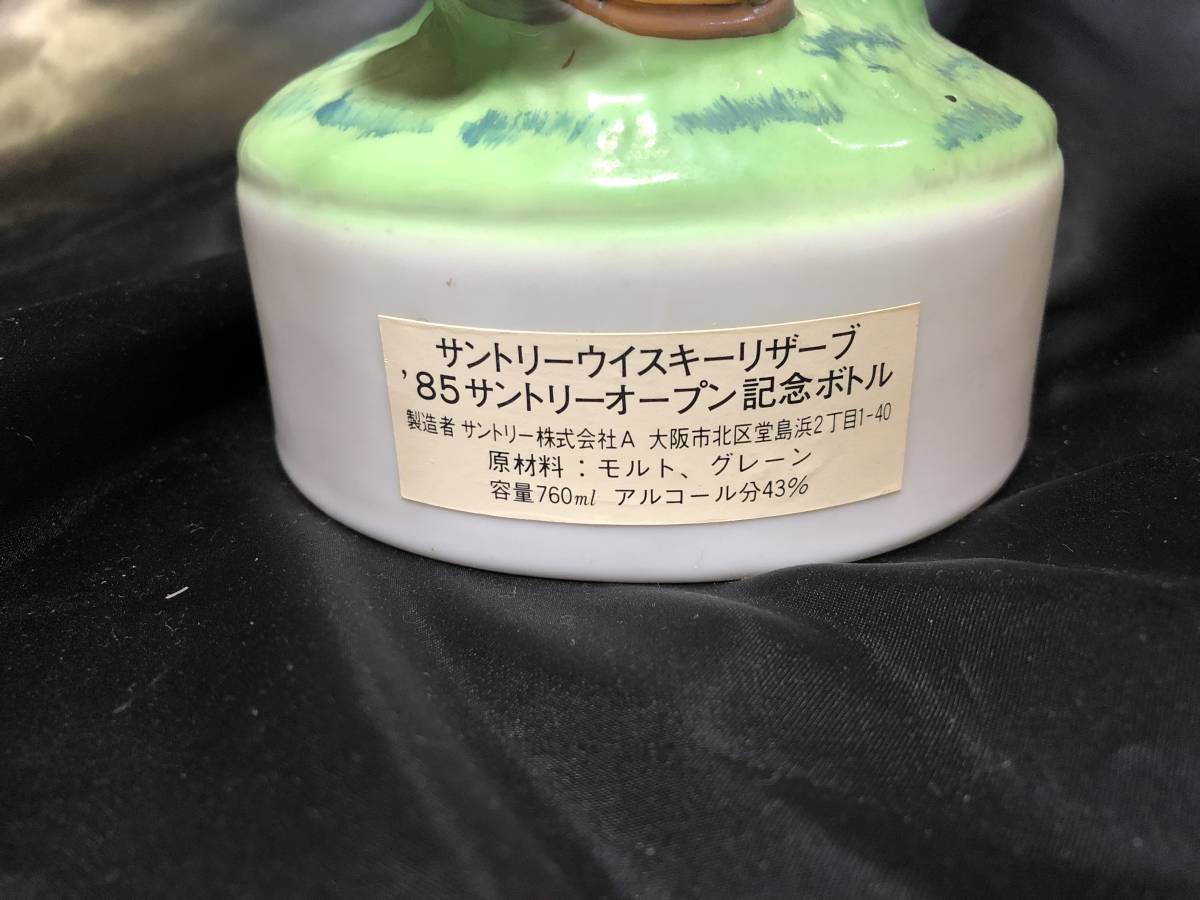 サントリーウイスキーリザーブ
'85サントリーオープン記念ボトル
製造者 サントリー株式会社A 大阪市北区堂島浜2丁目1-40
原材料：モルト、グレーン
容量760ml アルコール分43%